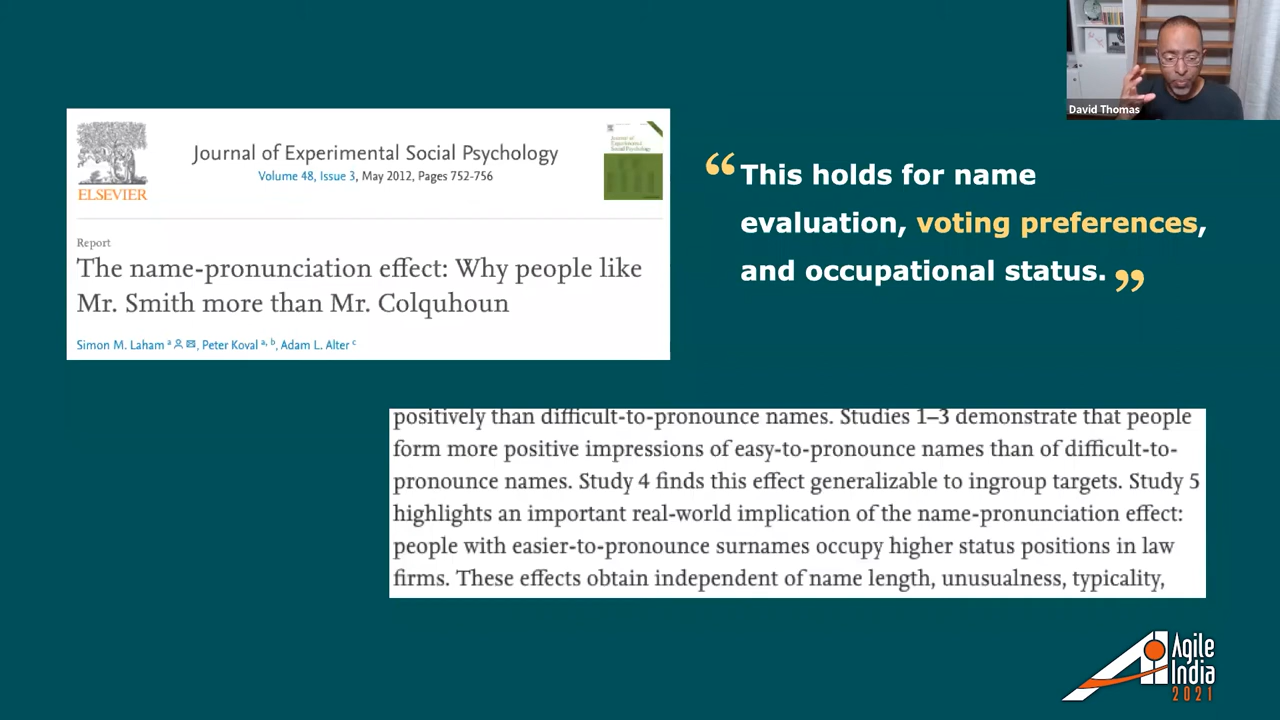 David Thomas
ELSEVIER
Journal of Experimental Social Psychology
Volume 48, Issue 3, May 2012, Pages 752-756
Journal of
Experimental
Social Psychology
Report
The name-pronunciation effect: Why people like
Mr. Smith more than Mr. Colquhoun
Simon M. Laham a, Peter Koval a, b, Adam L. Alter c
“This holds for name
evaluation, voting preferences,
and occupational status.”
positively than difficult-to-pronounce names. Studies 1–3 demonstrate that people
form more positive impressions of easy-to-pronounce names than of difficult-to-
pronounce names. Study 4 finds this effect generalizable to ingroup targets. Study 5
highlights an important real-world implication of the name-pronunciation effect:
people with easier-to-pronounce surnames occupy higher status positions in law
firms. These effects obtain independent of name length, unusualness, typicality,
Agile
India
2021